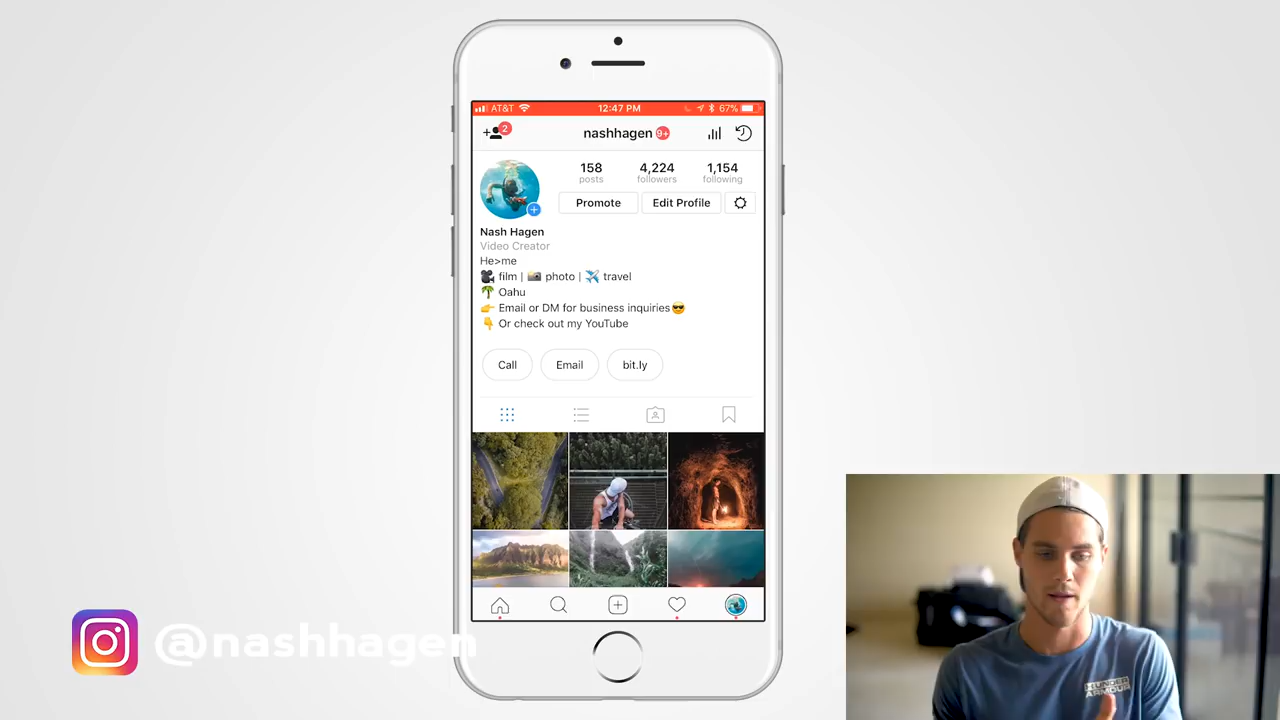 AT&T 12:47 PM 67%
2 nashhagen 9+
158 4,224 1,154
posts followers following
Promote Edit Profile
Nash Hagen
Video Creator
He>me
🎥 film | 📸 photo | ✈️ travel
🌴 Oahu
👉 Email or DM for business inquiries😎
👇 Or check out my YouTube
Call Email bit.ly
@nashhagen
UNDER
ARMOUR